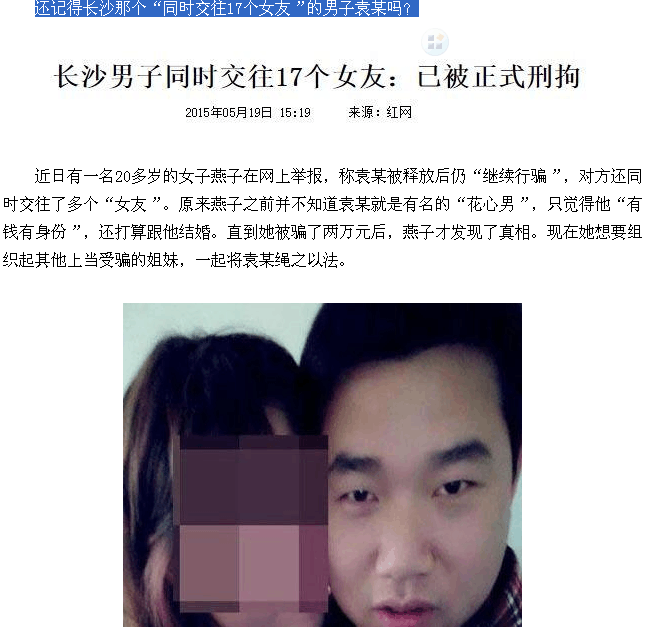 还记得长沙那个“同时交往17个女友”的男子袁某吗？
长沙男子同时交往17个女友：已被正式刑拘
2015年05月19日 15:19 来源：红网
近日有一名20多岁的女子燕子在网上举报，称袁某被释放后仍“继续行骗”，对方还同
时交往了多个“女友”。原来燕子之前并不知道袁某就是有名的“花心男”，只觉得他“有
钱有身份”，还打算跟他结婚。直到她被骗了两万元后，燕子才发现了真相。现在她想要组
织起其他上当受骗的姐妹，一起将袁某绳之以法。